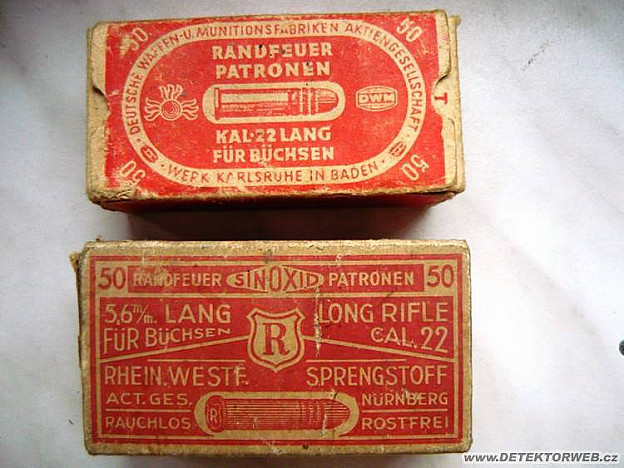 50 50
DEUTSCHE WAFFEN-U. MUNITIONSFABRIKEN AKTIENGESELLSCHAFT
RANDFEUER
PATRONEN
DWM
T
KAL·22 LANG
FÜR BÜCHSEN
50 50
WERK KARLSRUHE IN BADEN
50 RANDFEUER SINOXID PATRONEN 50
5,6 m/m. LANG LONG RIFLE
FÜR BÜCHSEN CAL. 22
R
RHEIN. WESTF. SPRENGSTOFF
ACT. GES. NÜRNBERG
R
RAUCHLOS ROSTFREI
www.DETEKTORWEB.cz